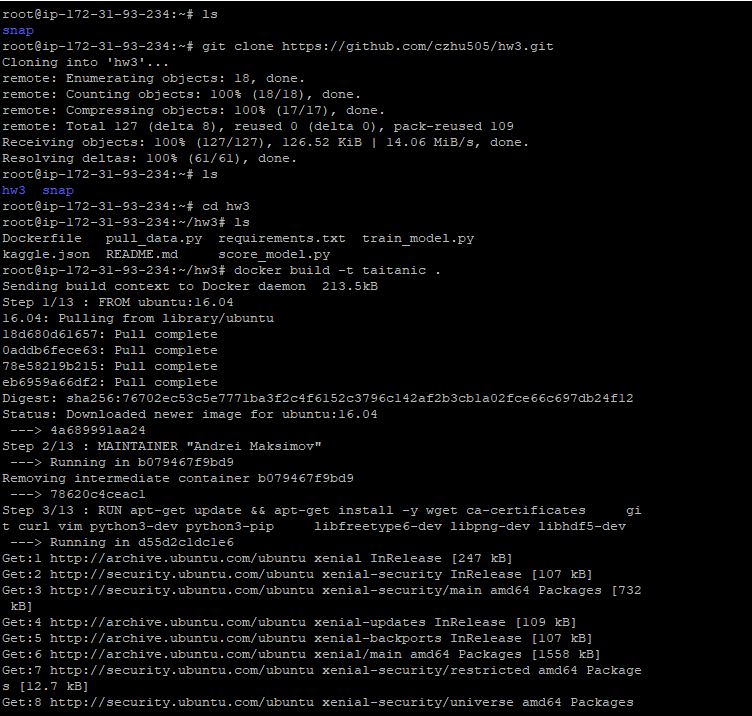 root@ip-172-31-93-234:~# ls
snap
root@ip-172-31-93-234:~# git clone https://github.com/czhu505/hw3.git
Cloning into 'hw3'...
remote: Enumerating objects: 18, done.
remote: Counting objects: 100% (18/18), done.
remote: Compressing objects: 100% (17/17), done.
remote: Total 127 (delta 8), reused 0 (delta 0), pack-reused 109
Receiving objects: 100% (127/127), 126.52 KiB | 14.06 MiB/s, done.
Resolving deltas: 100% (61/61), done.
root@ip-172-31-93-234:~# ls
hw3  snap
root@ip-172-31-93-234:~# cd hw3
root@ip-172-31-93-234:~/hw3# ls
Dockerfile   pull_data.py  requirements.txt  train_model.py
kaggle.json  README.md     score_model.py
root@ip-172-31-93-234:~/hw3# docker build -t taitanic .
Sending build context to Docker daemon  213.5kB
Step 1/13 : FROM ubuntu:16.04
16.04: Pulling from library/ubuntu
18d680d61657: Pull complete
0addb6fece63: Pull complete
78e58219b215: Pull complete
eb6959a66df2: Pull complete
Digest: sha256:76702ec53c5e7771ba3f2c4f6152c3796c142af2b3cb1a02fce66c697db24f12
Status: Downloaded newer image for ubuntu:16.04
 ---> 4a689991aa24
Step 2/13 : MAINTAINER "Andrei Maksimov"
 ---> Running in b079467f9bd9
Removing intermediate container b079467f9bd9
 ---> 78620c4ceac1
Step 3/13 : RUN apt-get update && apt-get install -y wget ca-certificates     gi
t curl vim python3-dev python3-pip     libfreetype6-dev libpng-dev libhdf5-dev
 ---> Running in d55d2c1dc1e6
Get:1 http://archive.ubuntu.com/ubuntu xenial InRelease [247 kB]
Get:2 http://security.ubuntu.com/ubuntu xenial-security InRelease [107 kB]
Get:3 http://security.ubuntu.com/ubuntu xenial-security/main amd64 Packages [732
 kB]
Get:4 http://archive.ubuntu.com/ubuntu xenial-updates InRelease [109 kB]
Get:5 http://archive.ubuntu.com/ubuntu xenial-backports InRelease [107 kB]
Get:6 http://archive.ubuntu.com/ubuntu xenial/main amd64 Packages [1558 kB]
Get:7 http://security.ubuntu.com/ubuntu xenial-security/restricted amd64 Package
s [12.7 kB]
Get:8 http://security.ubuntu.com/ubuntu xenial-security/universe amd64 Packages